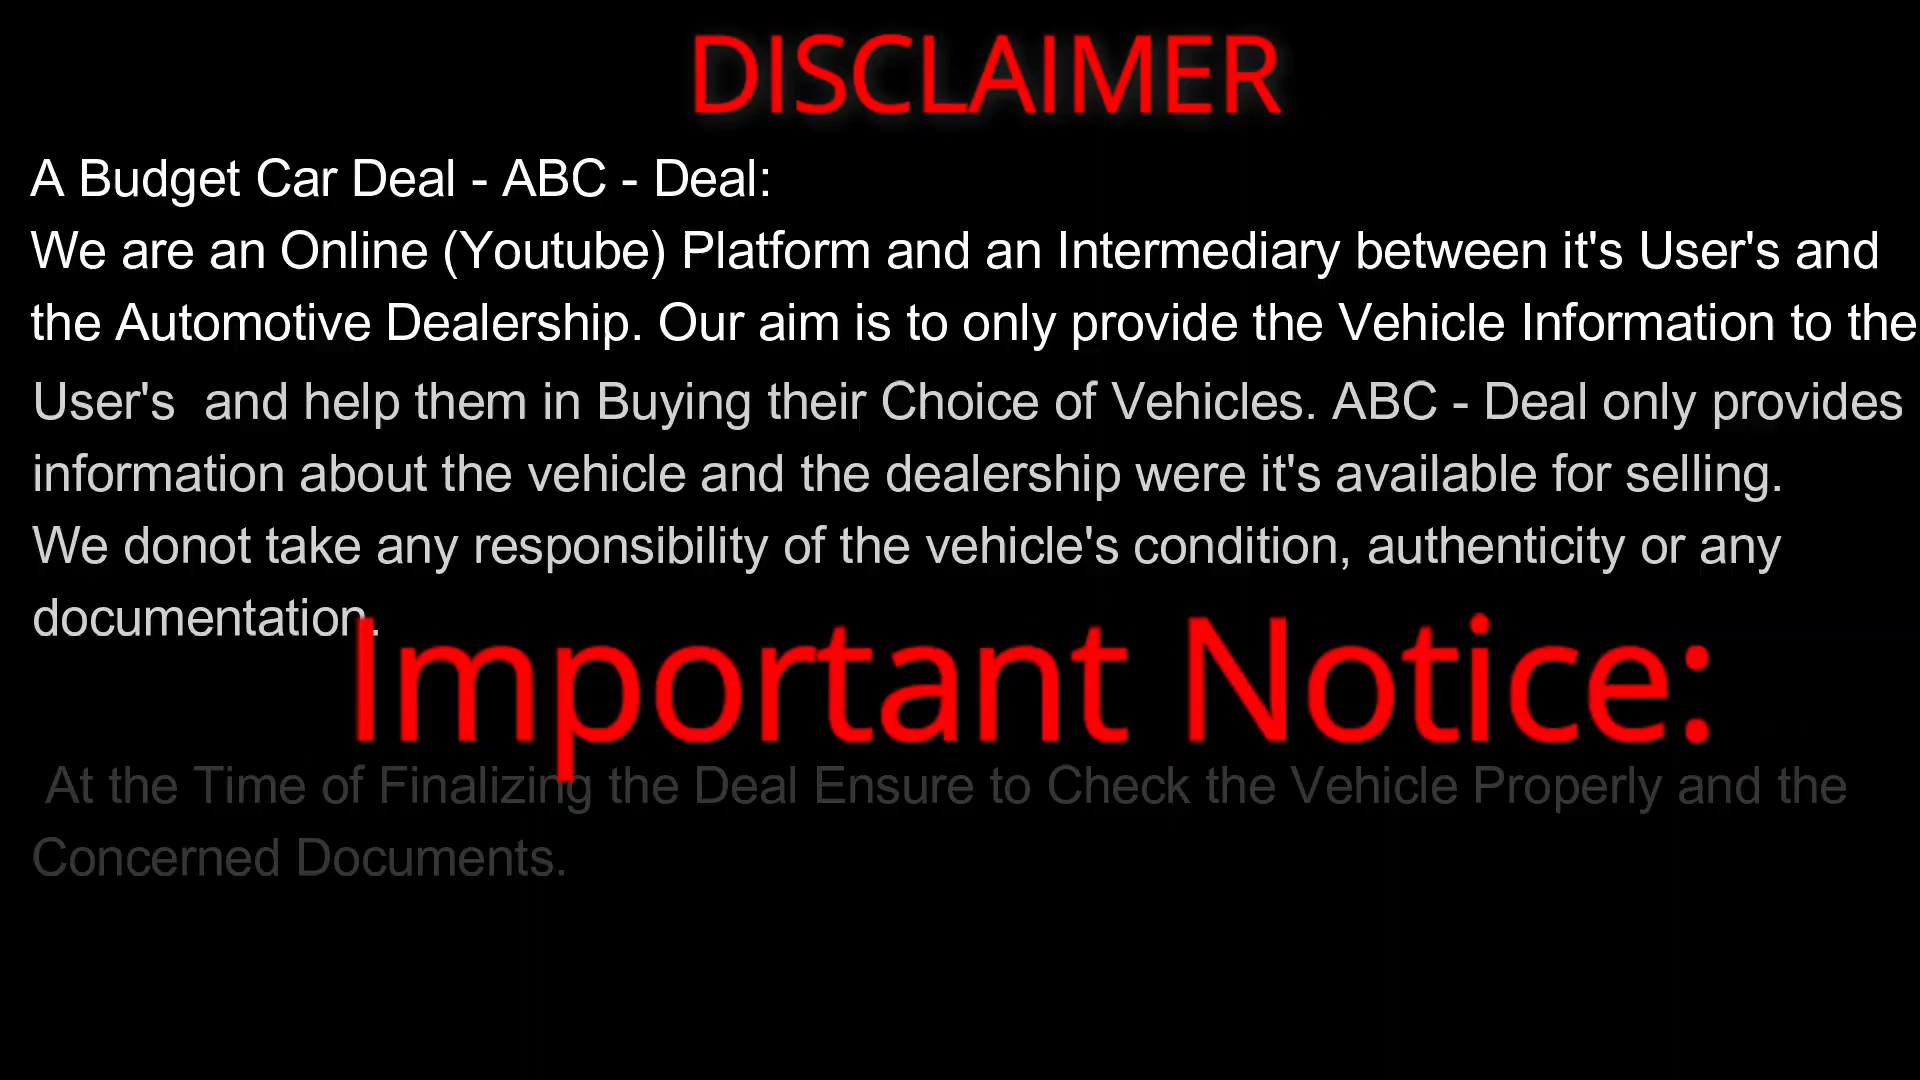 DISCLAIMER
A Budget Car Deal - ABC - Deal:
We are an Online (Youtube) Platform and an Intermediary between it's User's and
the Automotive Dealership. Our aim is to only provide the Vehicle Information to the
User's  and help them in Buying their Choice of Vehicles. ABC - Deal only provides
information about the vehicle and the dealership were it's available for selling.
We donot take any responsibility of the vehicle's condition, authenticity or any
documentation.
Important Notice:
At the Time of Finalizing the Deal Ensure to Check the Vehicle Properly and the
Concerned Documents.